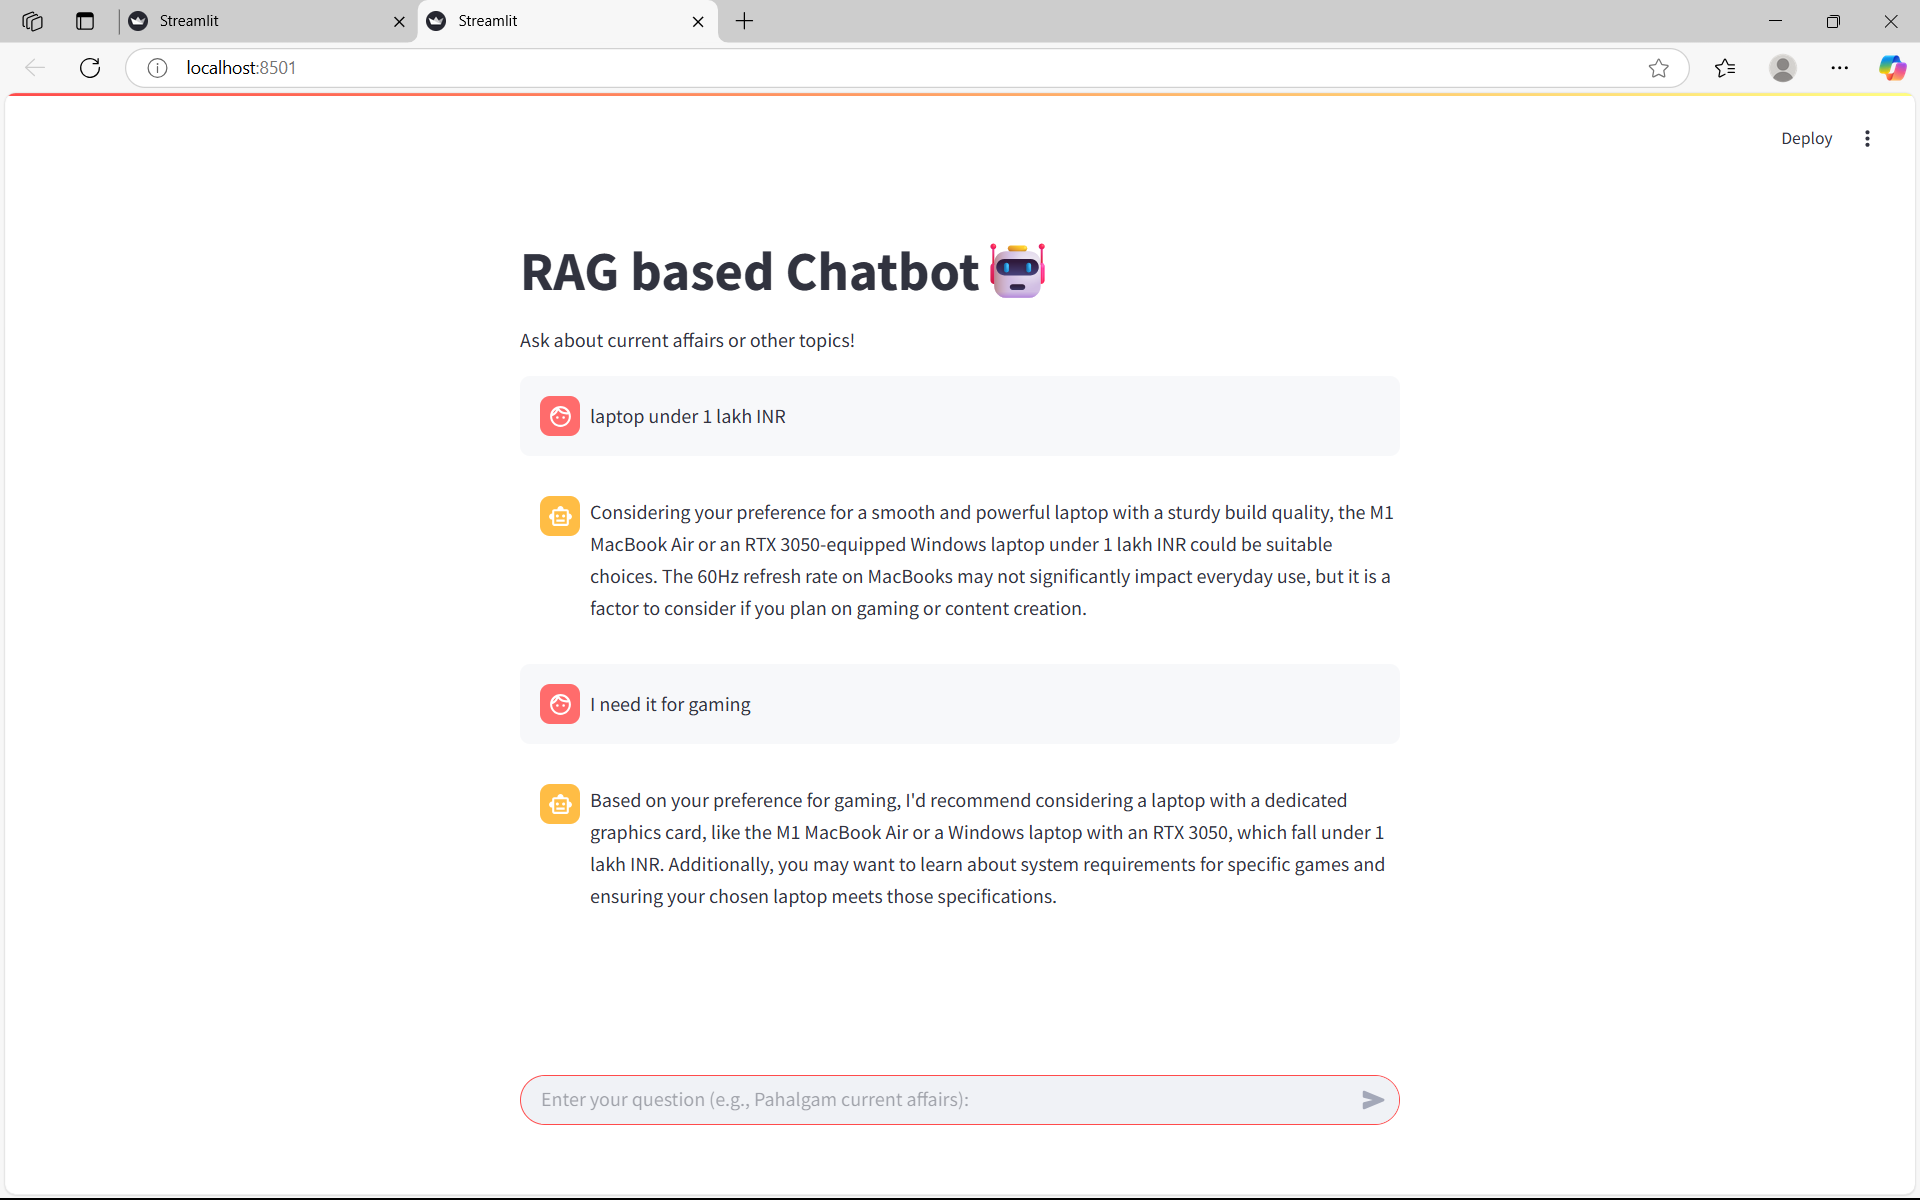 Streamlit
Streamlit
localhost:8501
Deploy
RAG based Chatbot
Ask about current affairs or other topics!
laptop under 1 lakh INR
Considering your preference for a smooth and powerful laptop with a sturdy build quality, the M1
MacBook Air or an RTX 3050-equipped Windows laptop under 1 lakh INR could be suitable
choices. The 60Hz refresh rate on MacBooks may not significantly impact everyday use, but it is a
factor to consider if you plan on gaming or content creation.
I need it for gaming
Based on your preference for gaming, I'd recommend considering a laptop with a dedicated
graphics card, like the M1 MacBook Air or a Windows laptop with an RTX 3050, which fall under 1
lakh INR. Additionally, you may want to learn about system requirements for specific games and
ensuring your chosen laptop meets those specifications.
Enter your question (e.g., Pahalgam current affairs):